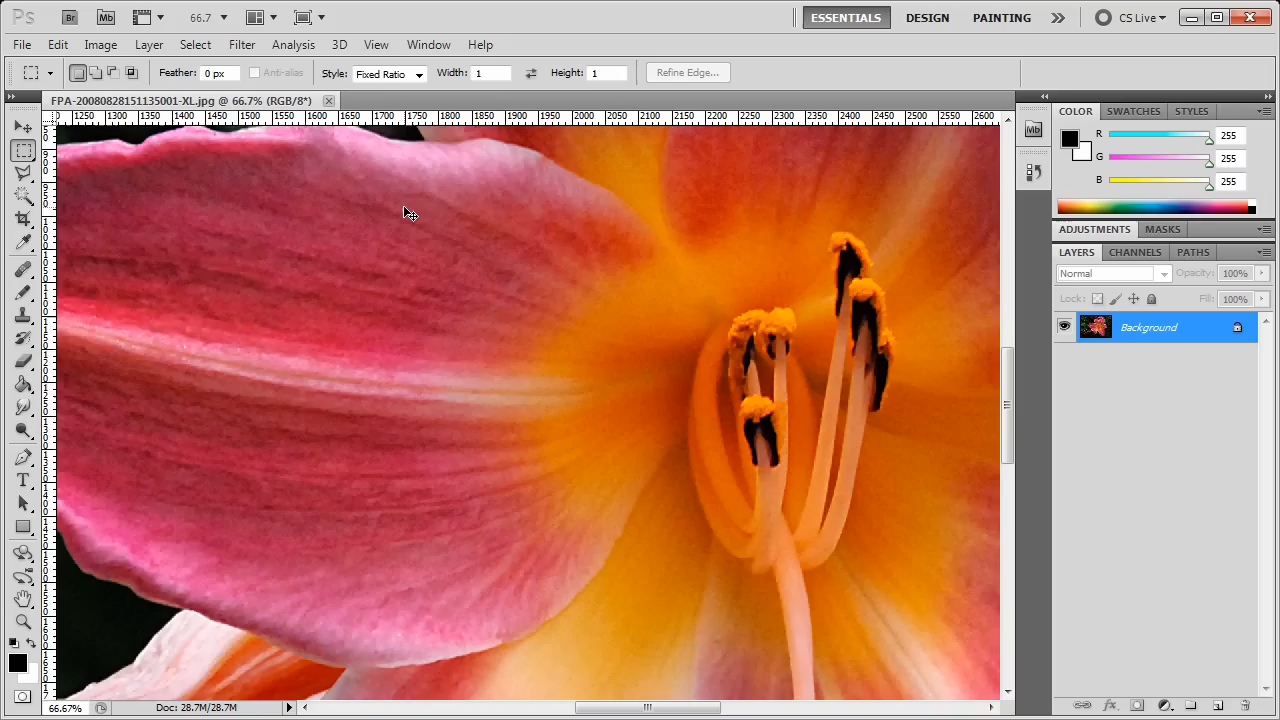 Ps Br Mb 66.7 ESSENTIALS DESIGN PAINTING CS Live
File Edit Image Layer Select Filter Analysis 3D View Window Help
Feather: 0 px Anti-alias Style: Fixed Ratio Width: 1 Height: 1 Refine Edge...
FPA-20080828151135001-XL.jpg @ 66.7% (RGB/8*)
1250 1300 1350 1400 1450 1500 1550 1600 1650 1700 1750 1800 1850 1900 1950 2000 2050 2100 2150 2200 2250 2300 2350 2400 2450 2500 2550 2600
COLOR SWATCHES STYLES
Mb
R 255
G 255
B 255
ADJUSTMENTS MASKS
LAYERS CHANNELS PATHS
Normal Opacity: 100%
Lock: Fill: 100%
Background
66.67% Doc: 28.7M/28.7M